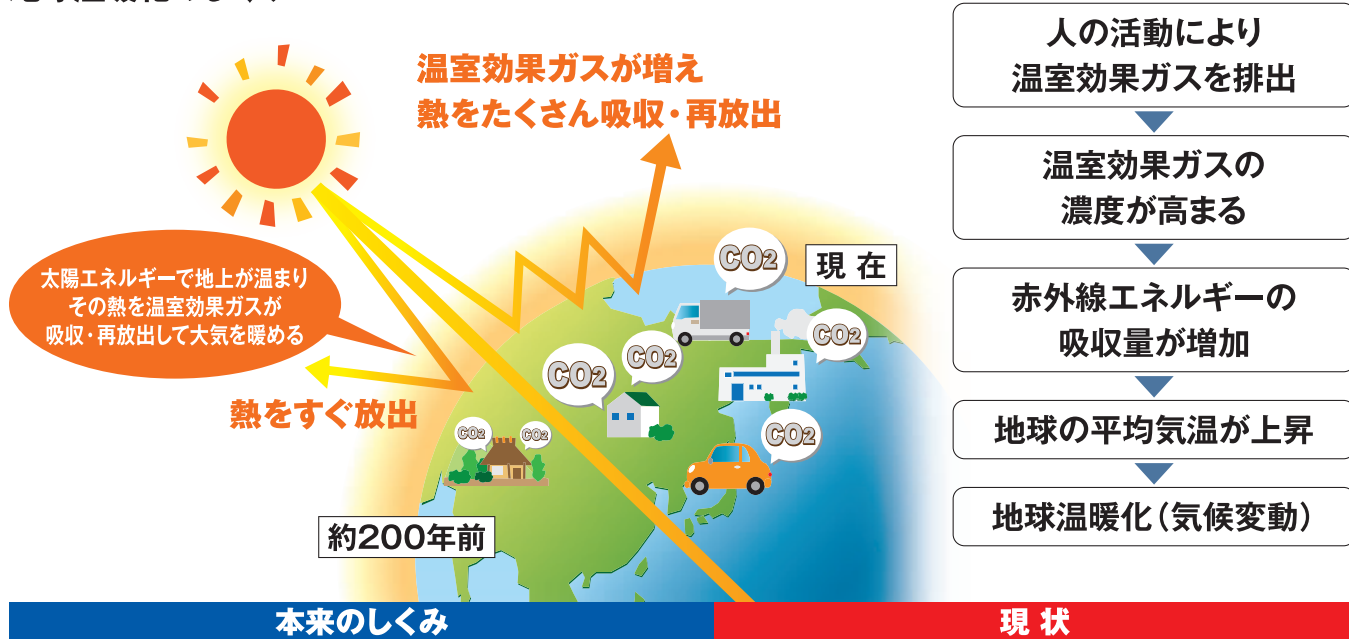 温室効果ガスが増え
熱をたくさん吸収・再放出
太陽エネルギーで地上が温まり
その熱を温室効果ガスが
吸収・再放出して大気を暖める
熱をすぐ放出
約200年前
現在
CO2
CO2
CO2
CO2
CO2
CO2
CO2
人の活動により
温室効果ガスを排出
温室効果ガスの
濃度が高まる
赤外線エネルギーの
吸収量が増加
地球の平均気温が上昇
地球温暖化（気候変動）
本来のしくみ
現状